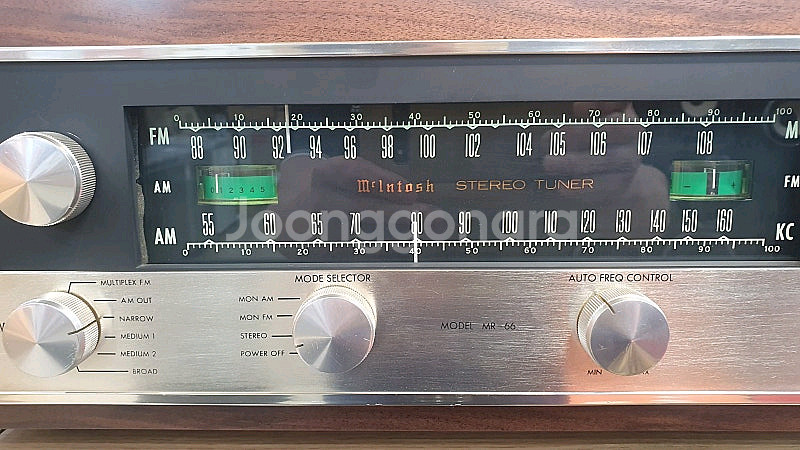 0 10 20 30 40 50 60 70 80 90 100
FM 88 90 92 94 96 98 100 102 104 105 106 107 108 M
AM 0 1 2 3 4 5 McIntosh STEREO TUNER - + FM
Joonggonara
AM 55 60 65 70 80 90 100 110 120 130 140 150 160 KC
0 10 20 30 40 50 60 70 80 90 100
MULTIPLEX FM
AM OUT
NARROW
MEDIUM 1
MEDIUM 2
BROAD
MODE SELECTOR
MON AM
MON FM
STEREO
POWER OFF
MODEL MR 66
AUTO FREQ CONTROL
MIN